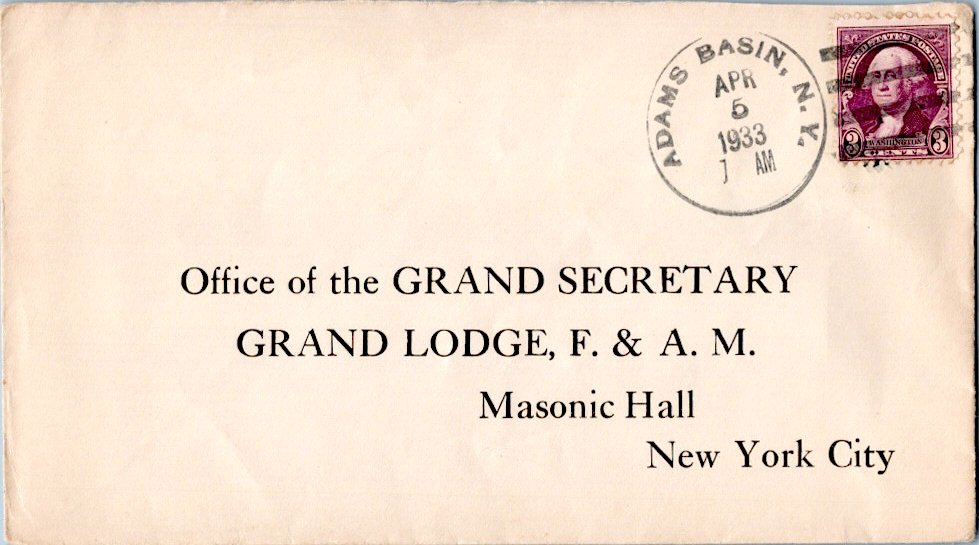 ADAMS BASIN, N.Y.
APR
5
1933
AM
UNITED STATES POSTAGE
3 WASHINGTON 3
Office of the GRAND SECRETARY
GRAND LODGE, F. & A. M.
Masonic Hall
New York City